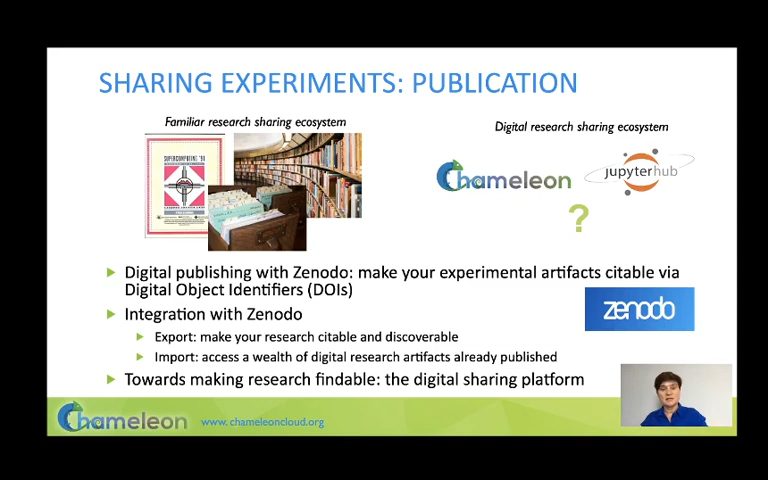 SHARING EXPERIMENTS: PUBLICATION
Familiar research sharing ecosystem
Digital research sharing ecosystem
SUPERCOMPUTING '91
Chameleon
jupyterhub
?
Digital publishing with Zenodo: make your experimental artifacts citable via
Digital Object Identifiers (DOIs)
zenodo
Integration with Zenodo
Export: make your research citable and discoverable
Import: access a wealth of digital research artifacts already published
Towards making research findable: the digital sharing platform
Chameleon
www.chameleoncloud.org